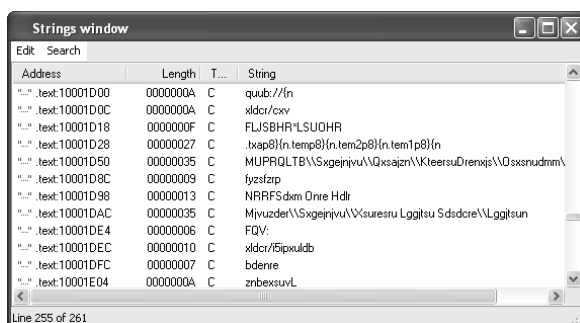 Strings window
Edit Search
Address Length T... String
"..." .text:10001D00 0000000A C quub://{n
"..." .text:10001D0C 0000000A C xldcr/cxv
"..." .text:10001D18 0000000F C FLJSBHR*LSUOHR
"..." .text:10001D28 00000027 C .txap8}{n.temp8}{n.tem2p8}{n.tem1p8}{n
"..." .text:10001D50 00000035 C MUPRQLTB\\Sxgejnjvu\\Qxsajzn\\KteersuDrenxjs\\Osxsnudmm\
"..." .text:10001D8C 00000009 C fyzsfzrp
"..." .text:10001D98 00000013 C NRRFSdxm Onre Hdlr
"..." .text:10001DAC 00000035 C Mjvuzder\\Sxgejnjvu\\Xsuresru Lggjtsu Sdsdcre\\Lggjtsun
"..." .text:10001DE4 00000006 C FQV:
"..." .text:10001DEC 00000010 C xldcr/i5ipxuldb
"..." .text:10001DFC 00000007 C bdenre
"..." .text:10001E04 0000000A C znbexsuvL
Line 255 of 261